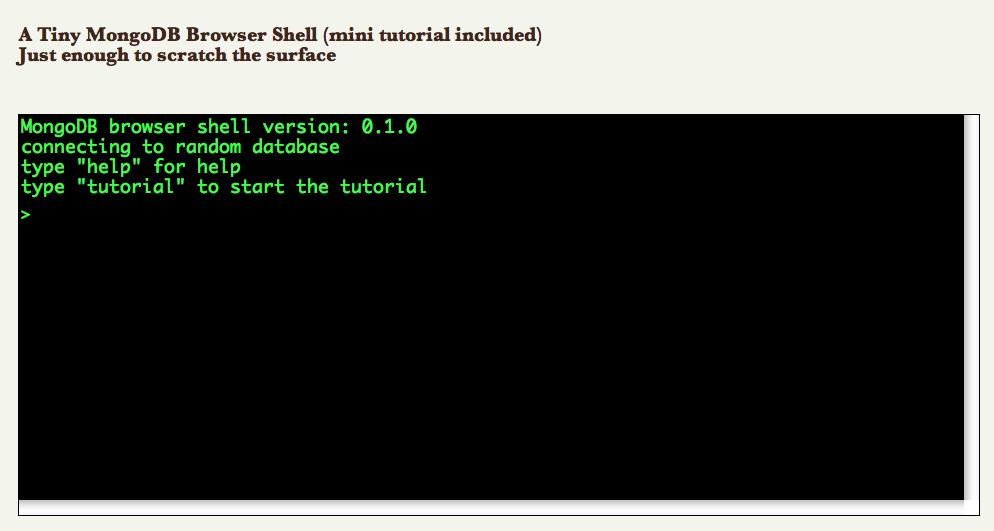 A Tiny MongoDB Browser Shell (mini tutorial included)
Just enough to scratch the surface
MongoDB browser shell version: 0.1.0
connecting to random database
type "help" for help
type "tutorial" to start the tutorial
>